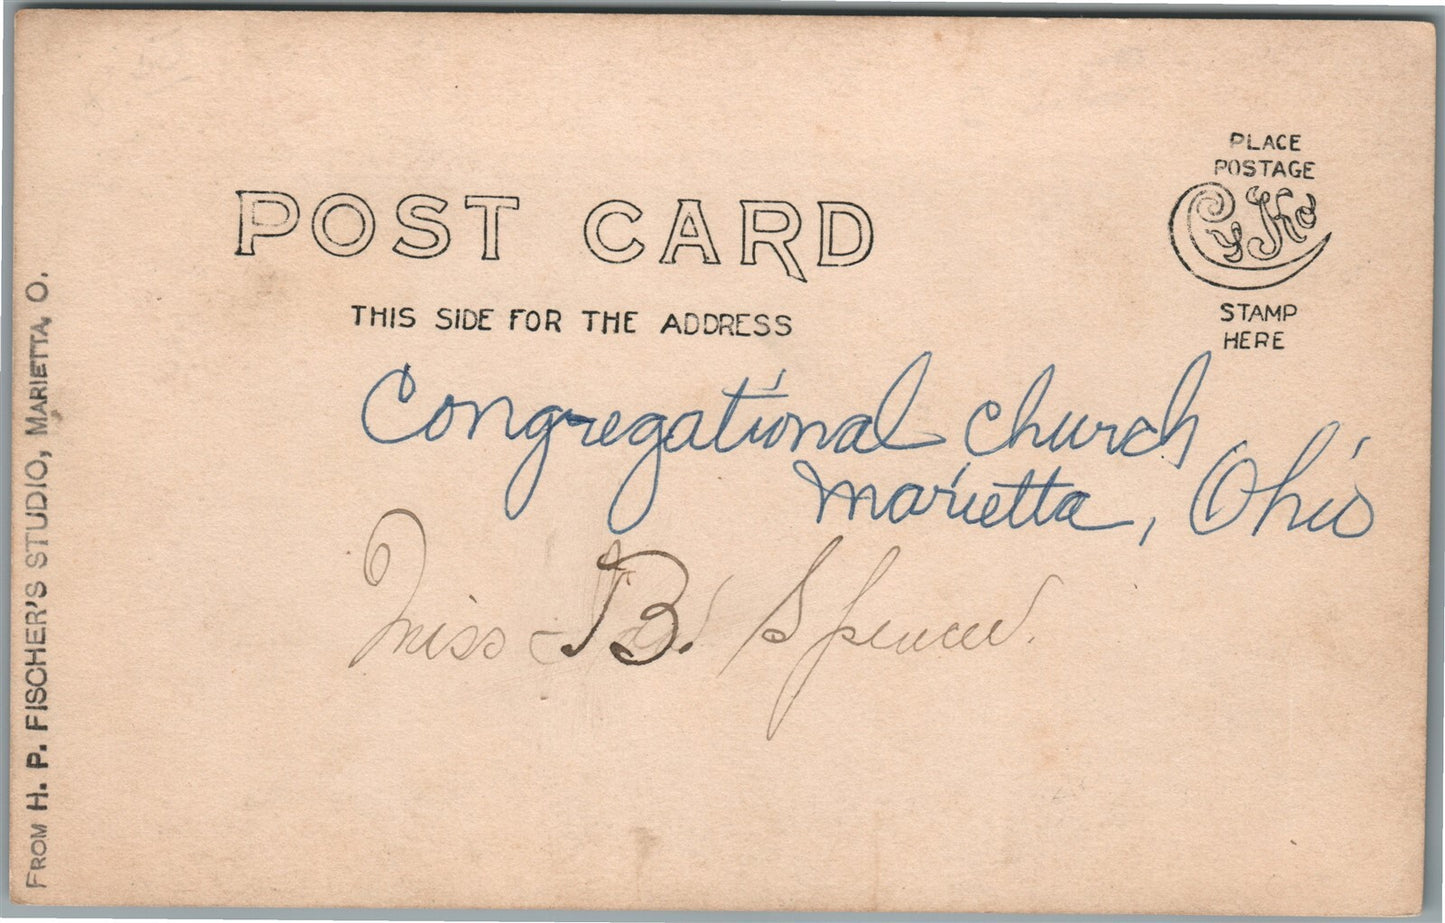 POST CARD
THIS SIDE FOR THE ADDRESS
PLACE
POSTAGE
CyKo
STAMP
HERE
Congregational Church
Marietta, Ohio
Miss B. Spencer.
FROM H. P. FISCHER'S STUDIO, MARIETTA, O.